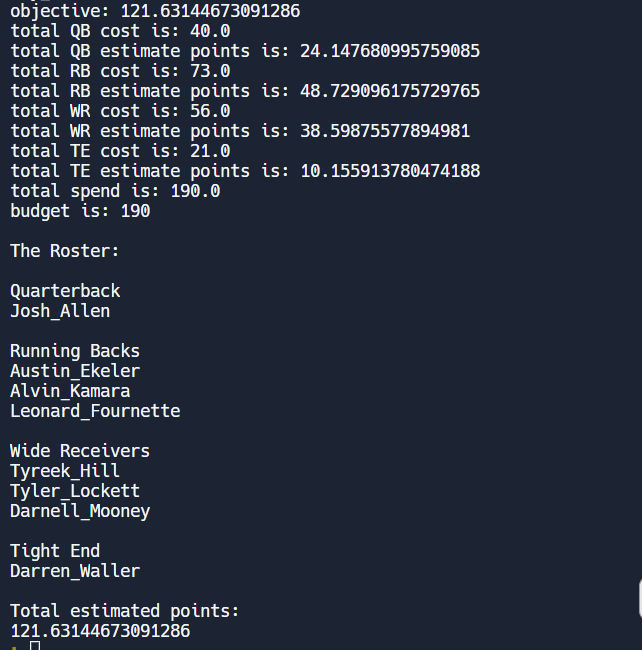 objective: 121.63144673091286
total QB cost is: 40.0
total QB estimate points is: 24.147680995759085
total RB cost is: 73.0
total RB estimate points is: 48.729096175729765
total WR cost is: 56.0
total WR estimate points is: 38.59875577894981
total TE cost is: 21.0
total TE estimate points is: 10.155913780474188
total spend is: 190.0
budget is: 190
The Roster:
Quarterback
Josh_Allen
Running Backs
Austin_Ekeler
Alvin_Kamara
Leonard_Fournette
Wide Receivers
Tyreek_Hill
Tyler_Lockett
Darnell_Mooney
Tight End
Darren_Waller
Total estimated points:
121.63144673091286